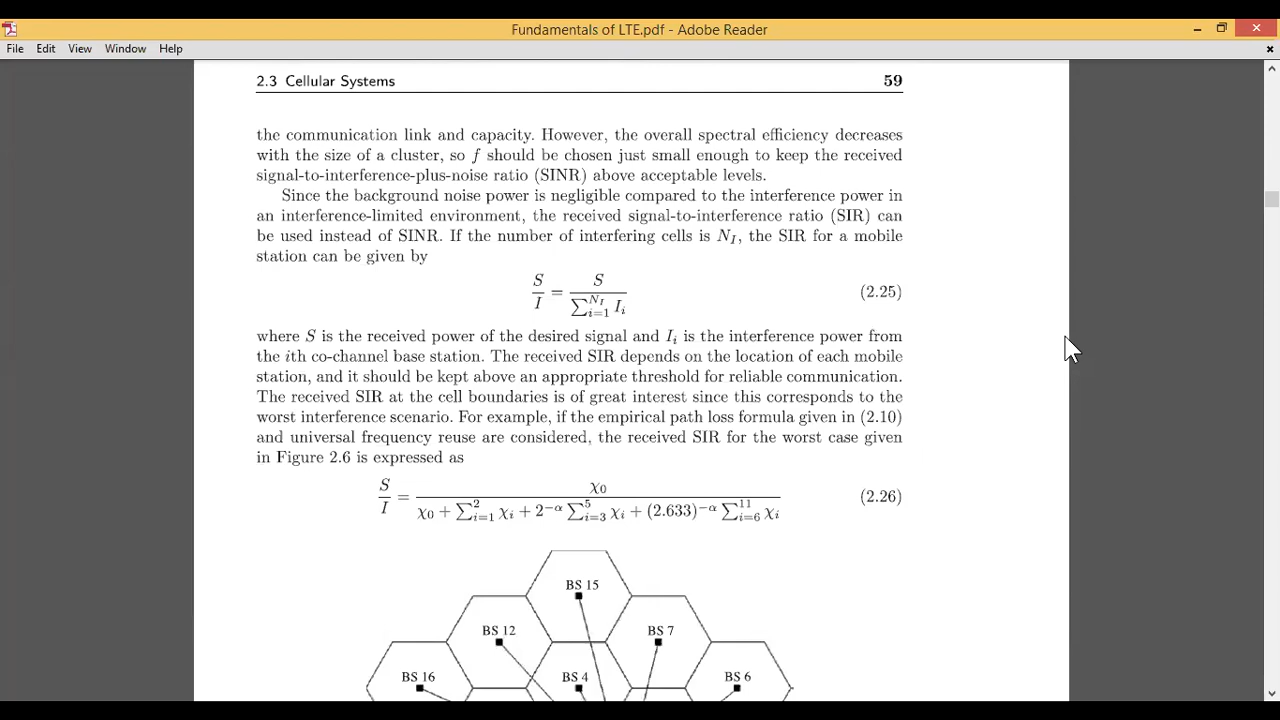 Fundamentals of LTE.pdf - Adobe Reader
File Edit View Window Help
2.3 Cellular Systems 59
the communication link and capacity. However, the overall spectral efficiency decreases
with the size of a cluster, so f should be chosen just small enough to keep the received
signal-to-interference-plus-noise ratio (SINR) above acceptable levels.
Since the background noise power is negligible compared to the interference power in
an interference-limited environment, the received signal-to-interference ratio (SIR) can
be used instead of SINR. If the number of interfering cells is N_I, the SIR for a mobile
station can be given by
S/I = S / ∑_{i=1}^{N_I} I_i (2.25)
where S is the received power of the desired signal and I_i is the interference power from
the ith co-channel base station. The received SIR depends on the location of each mobile
station, and it should be kept above an appropriate threshold for reliable communication.
The received SIR at the cell boundaries is of great interest since this corresponds to the
worst interference scenario. For example, if the empirical path loss formula given in (2.10)
and universal frequency reuse are considered, the received SIR for the worst case given
in Figure 2.6 is expressed as
S/I = χ_0 / (χ_0 + ∑_{i=1}^{2} χ_i + 2^{-α} ∑_{i=3}^{5} χ_i + (2.633)^{-α} ∑_{i=6}^{11} χ_i) (2.26)
BS 15
BS 12 BS 7
BS 16 BS 4 BS 6